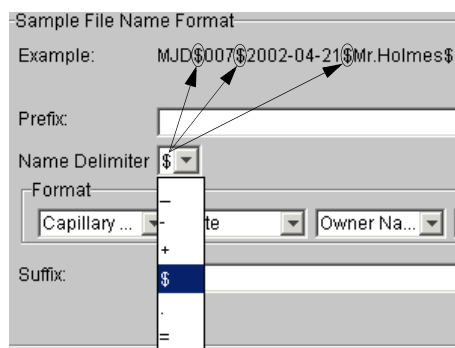 Sample File Name Format
Example: MJD$007$2002-04-21$Mr.Holmes$
Prefix:
Name Delimiter $
Format
_
Capillary ... - te Owner Na...
+
Suffix: $
.
=